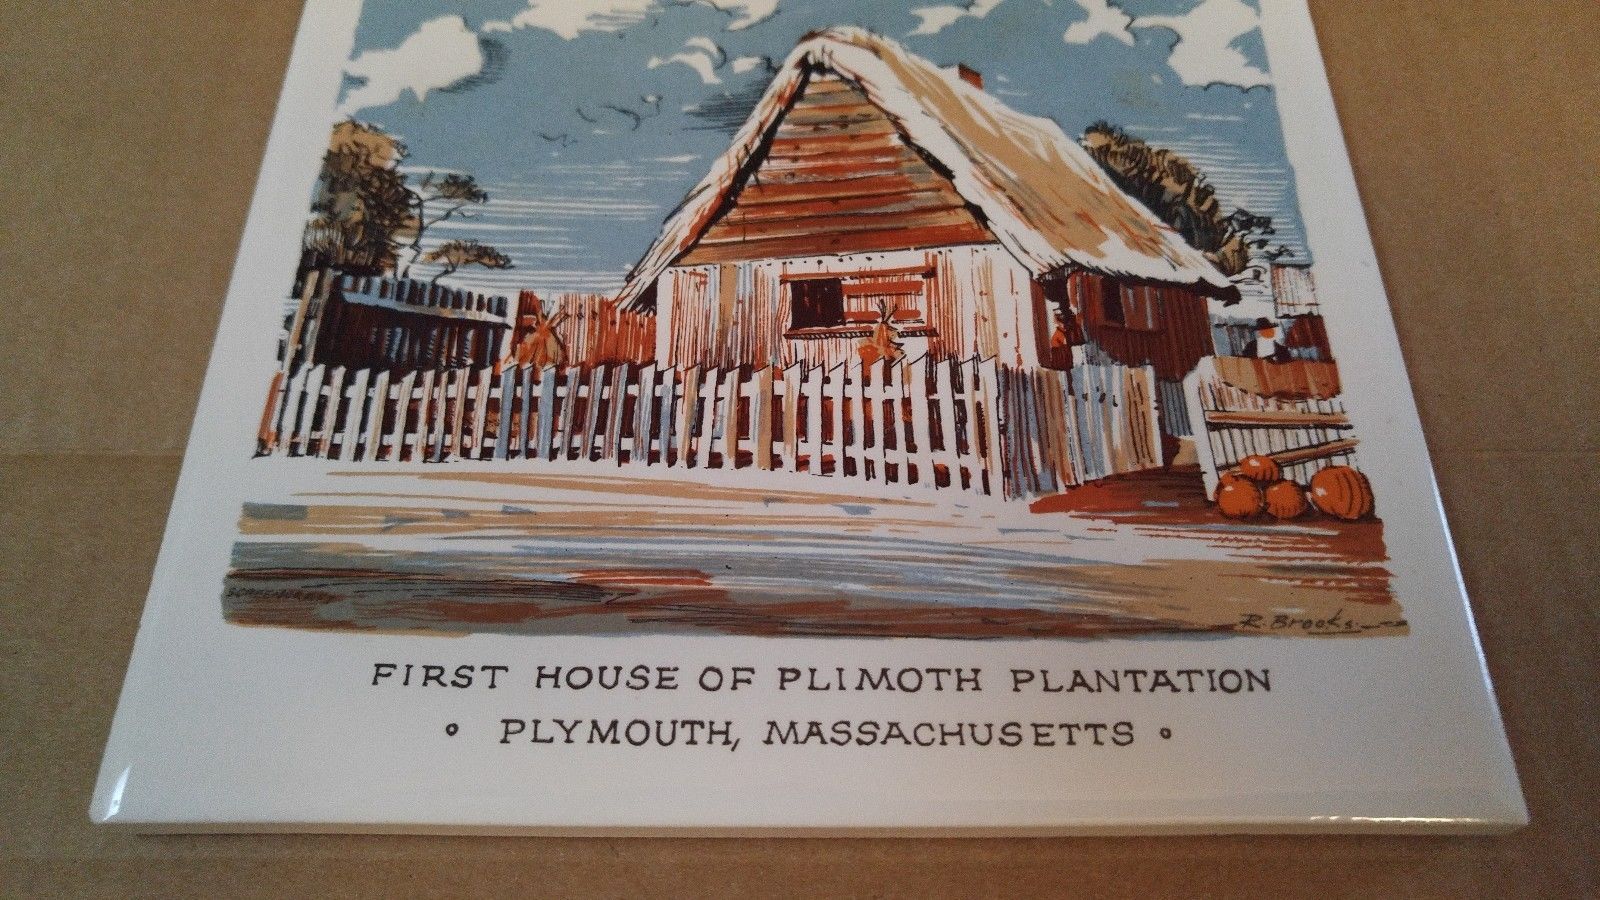 R. Brooks
FIRST HOUSE OF PLIMOTH PLANTATION
• PLYMOUTH, MASSACHUSETTS •